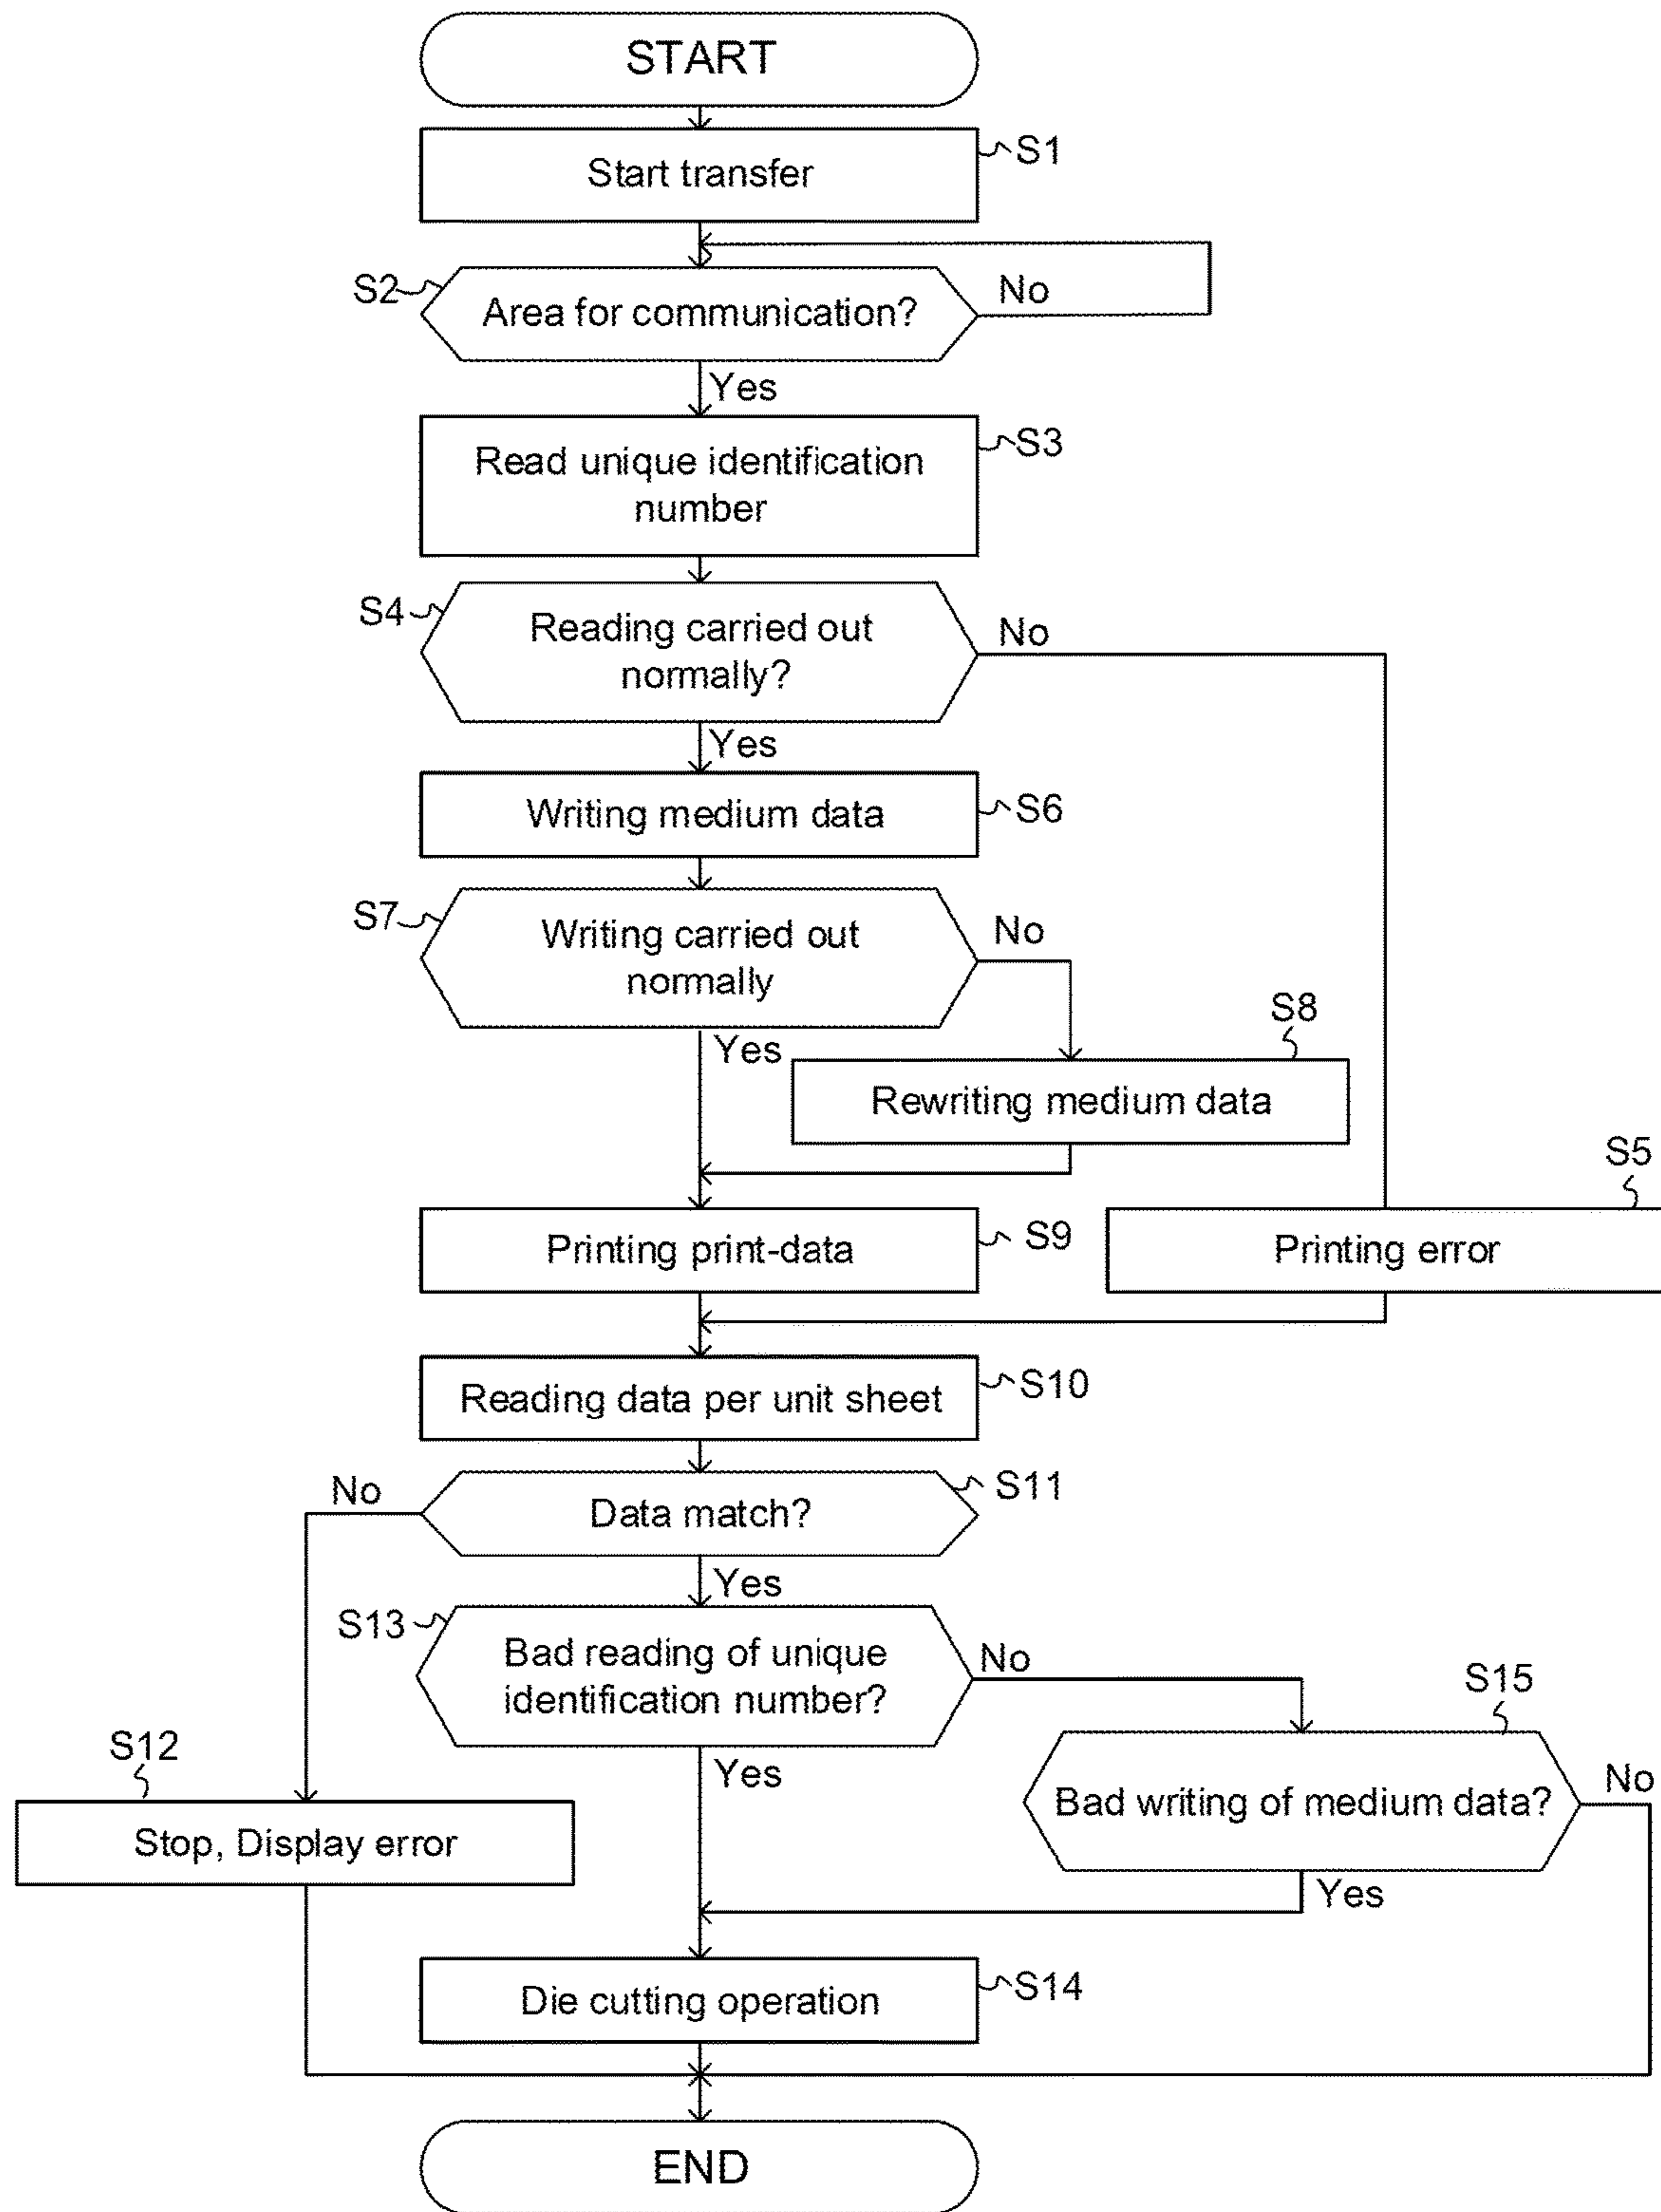 START
Start transfer
S1
S2
Area for communication?
No
Yes
Read unique identification
number
S3
S4
Reading carried out
normally?
No
Yes
Writing medium data
S6
S7
Writing carried out
normally
No
Yes
S8
Rewriting medium data
S5
Printing print-data
S9
Printing error
Reading data per unit sheet
S10
No
Data match?
S11
Yes
S13
Bad reading of unique
identification number?
No
S15
Yes
Bad writing of medium data?
No
S12
Stop, Display error
Yes
Die cutting operation
S14
END